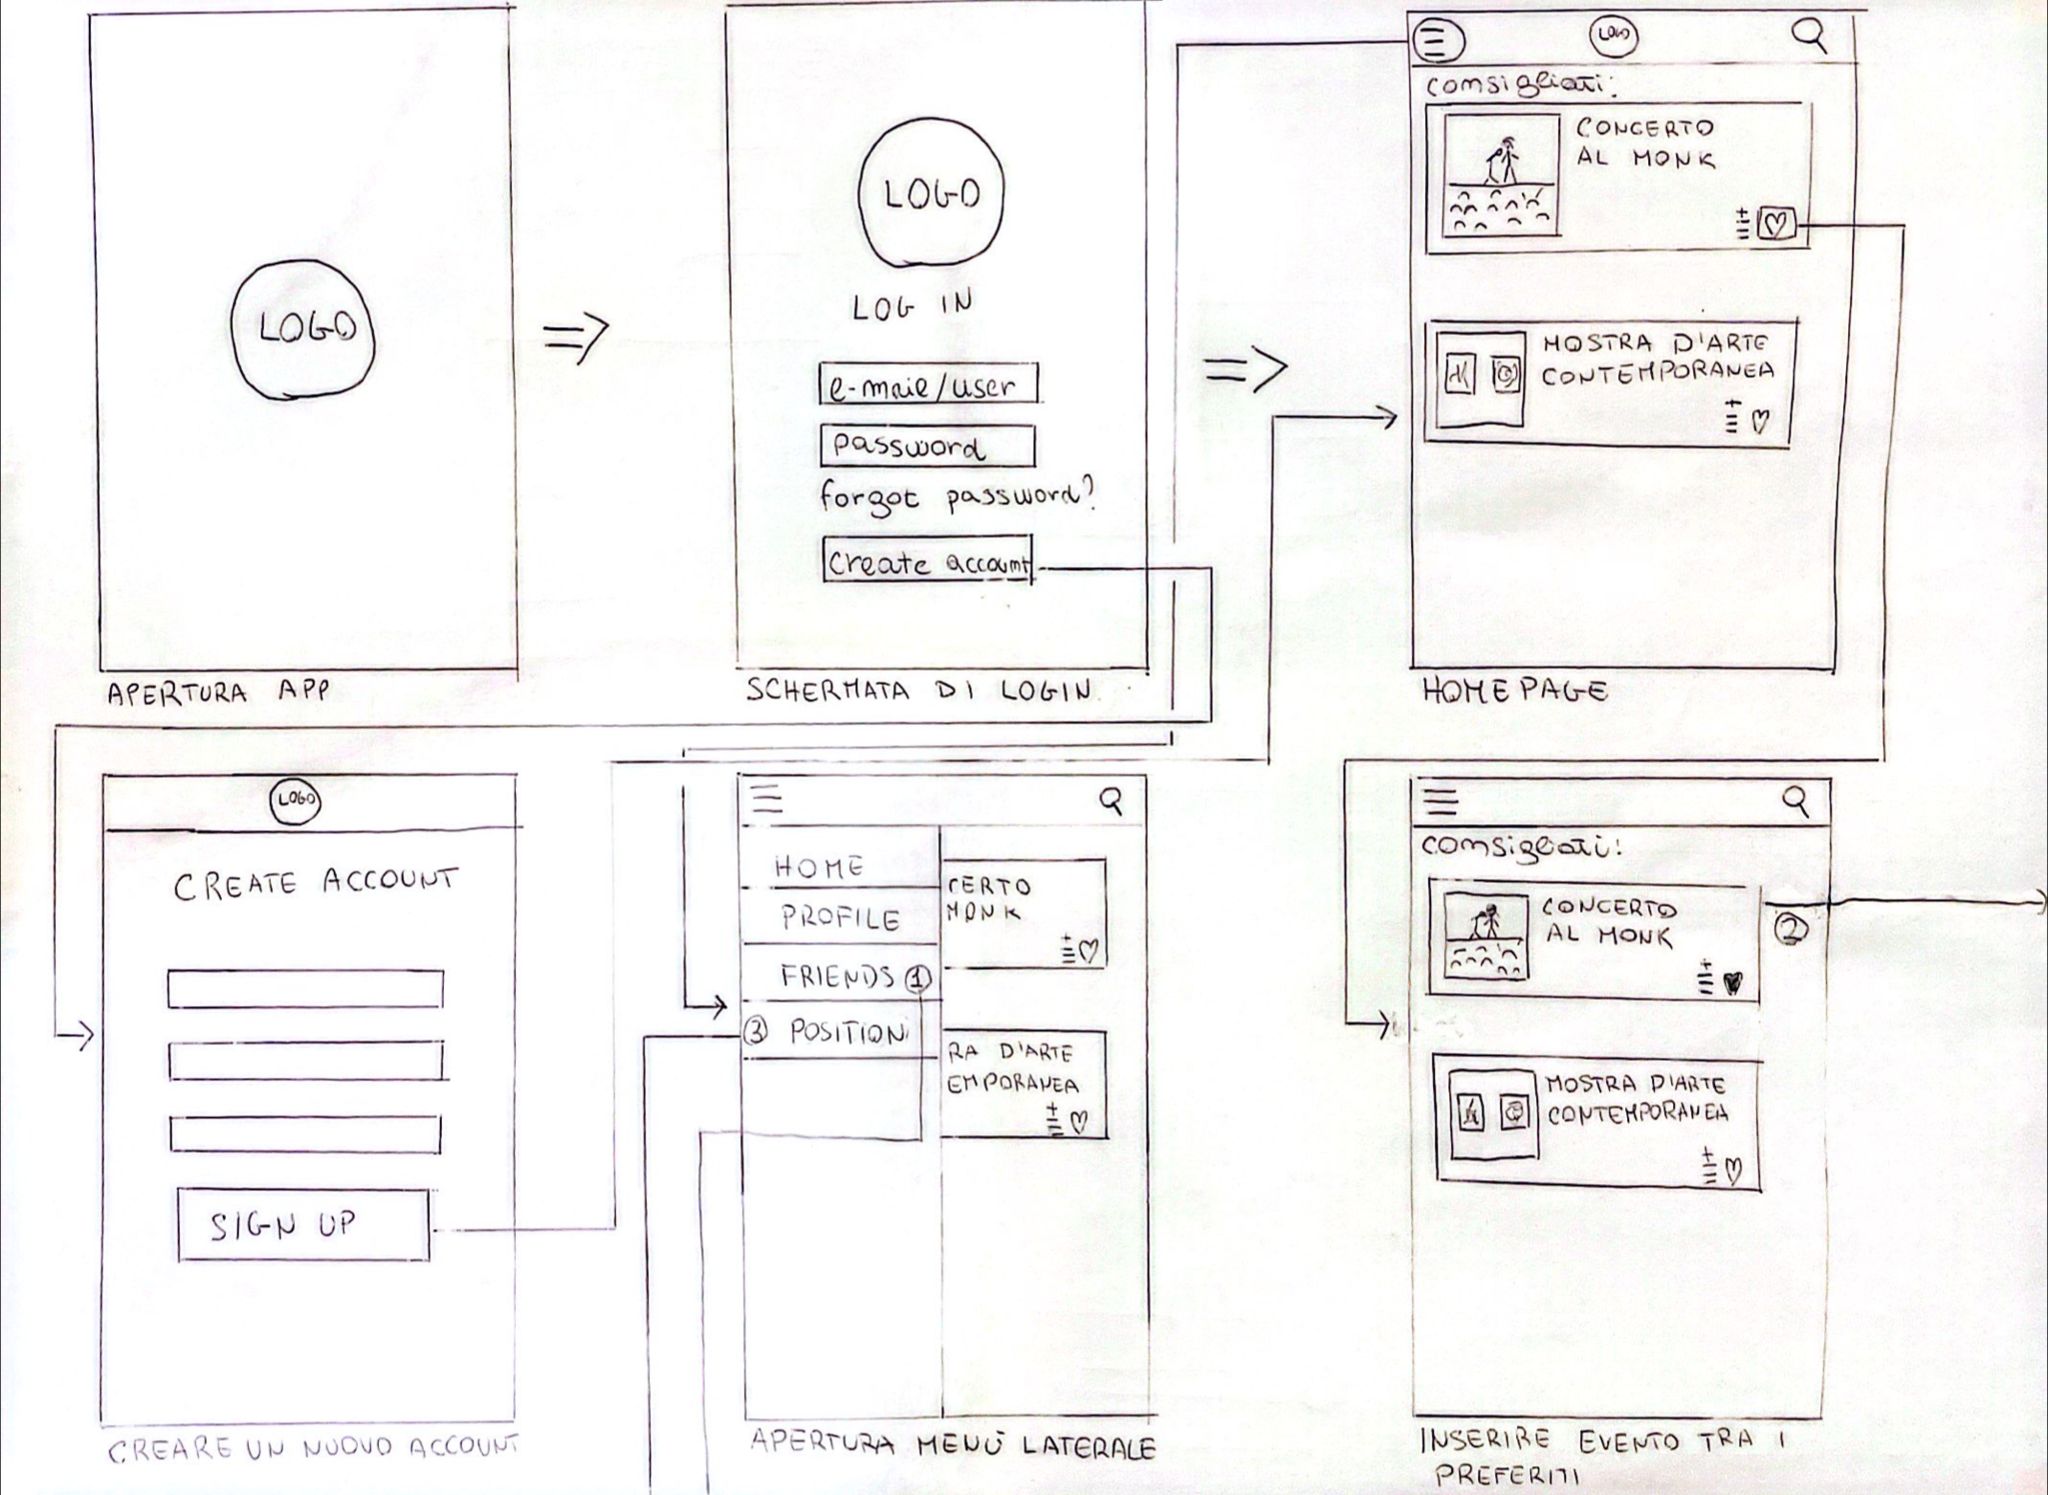 LOGO
APERTURA APP
LOGO
LOG IN
e-maie/user
password
forgot password?
create account
SCHERMATA DI LOGIN
LOGO
consigliati:
CONCERTO
AL MONK
MOSTRA D'ARTE
CONTEMPORANEA
HOMEPAGE
LOGO
CREATE ACCOUNT
SIGN UP
CREARE UN NUOVO ACCOUNT
HOME
PROFILE
FRIENDS 1
3 POSITION
CERTO
MONK
RA D'ARTE
EMPORANEA
APERTURA MENÙ LATERALE
consigliati:
CONCERTO
AL MONK
2
MOSTRA D'ARTE
CONTEMPORANEA
INSERIRE EVENTO TRA I
PREFERITI